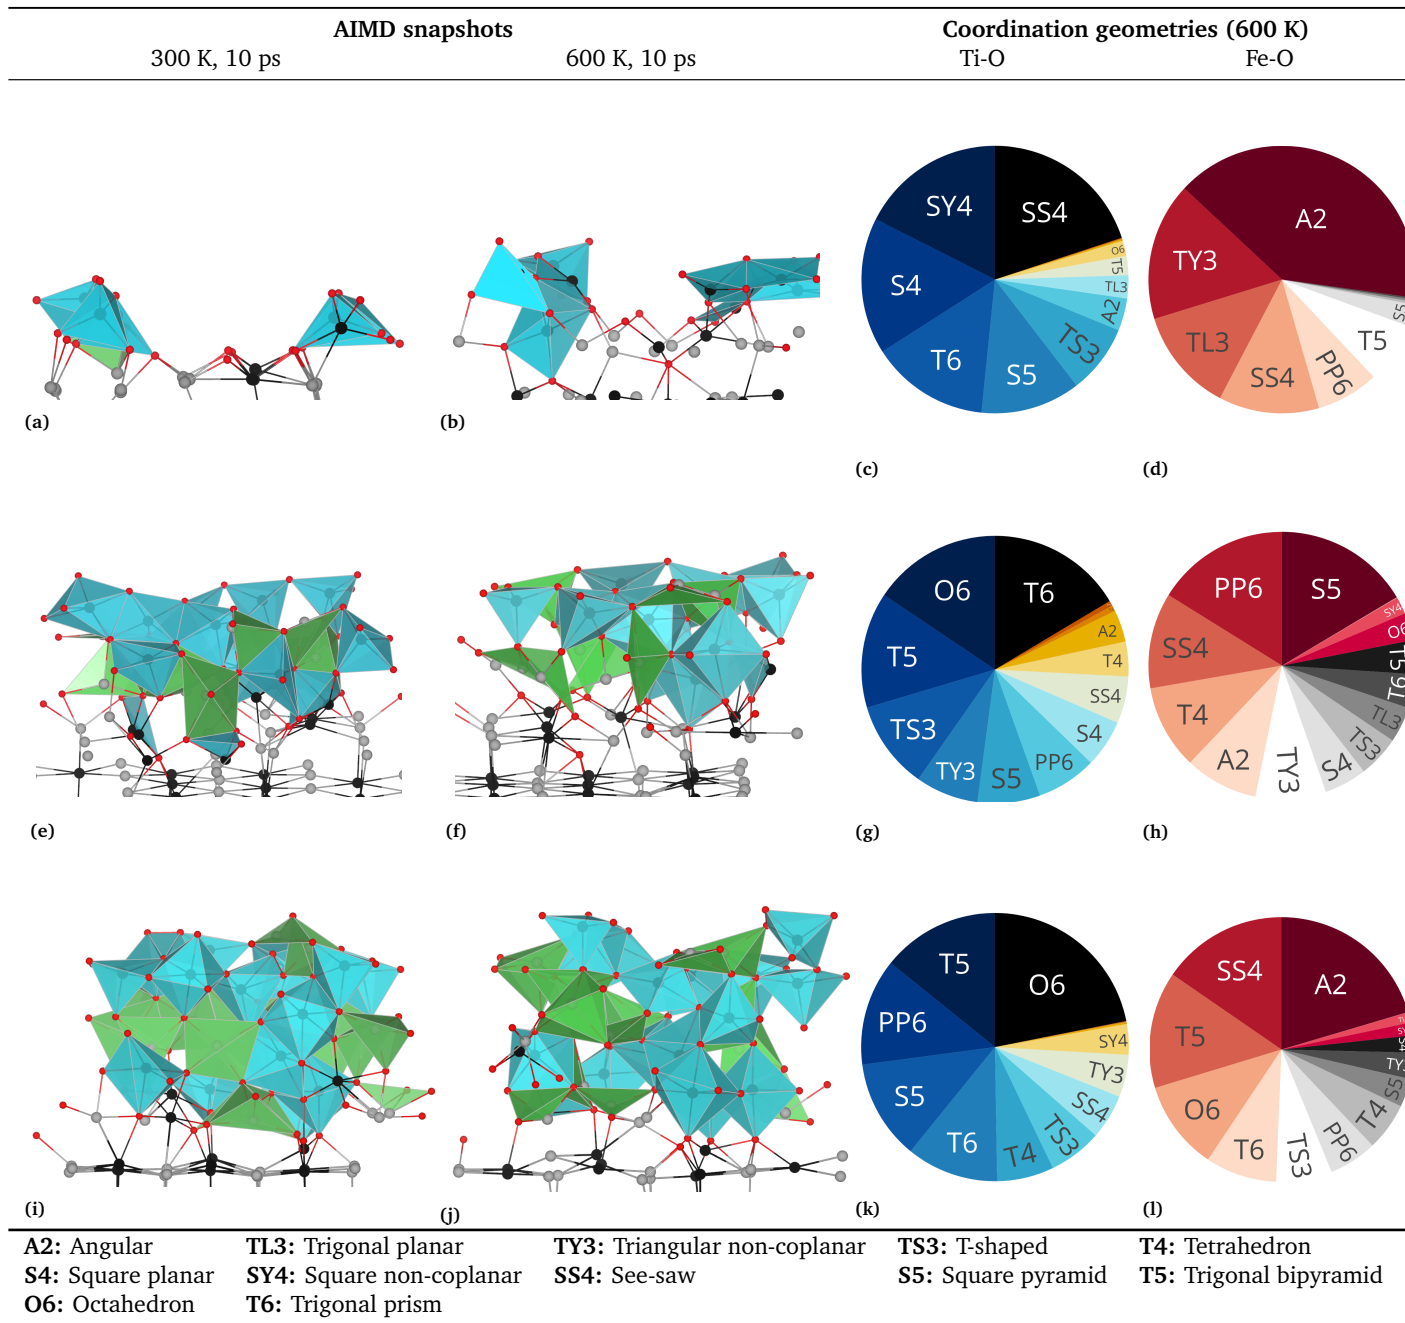 AIMD snapshots Coordination geometries (600 K)
300 K, 10 ps 600 K, 10 ps Ti-O Fe-O
SY4 SS4 O6 T5 TL3 A2 TS3 S5 T6 S4
A2 S5 T5 PP6 SS4 TL3 TY3
(a) (b) (c) (d)
O6 T6 A2 T4 SS4 S4 PP6 S5 TY3 TS3 T5
PP6 S5 SY4 O6 T5 T6 TL3 TS3 S4 TY3 A2 T4 SS4
(e) (f) (g) (h)
T5 O6 SY4 TY3 SS4 TS3 T4 T6 S5 PP6
SS4 A2 S4 S5 T4 PP6 TS3 T6 O6 T5
(i) (j) (k) (l)
A2: Angular TL3: Trigonal planar TY3: Triangular non-coplanar TS3: T-shaped T4: Tetrahedron
S4: Square planar SY4: Square non-coplanar SS4: See-saw S5: Square pyramid T5: Trigonal bipyramid
O6: Octahedron T6: Trigonal prism